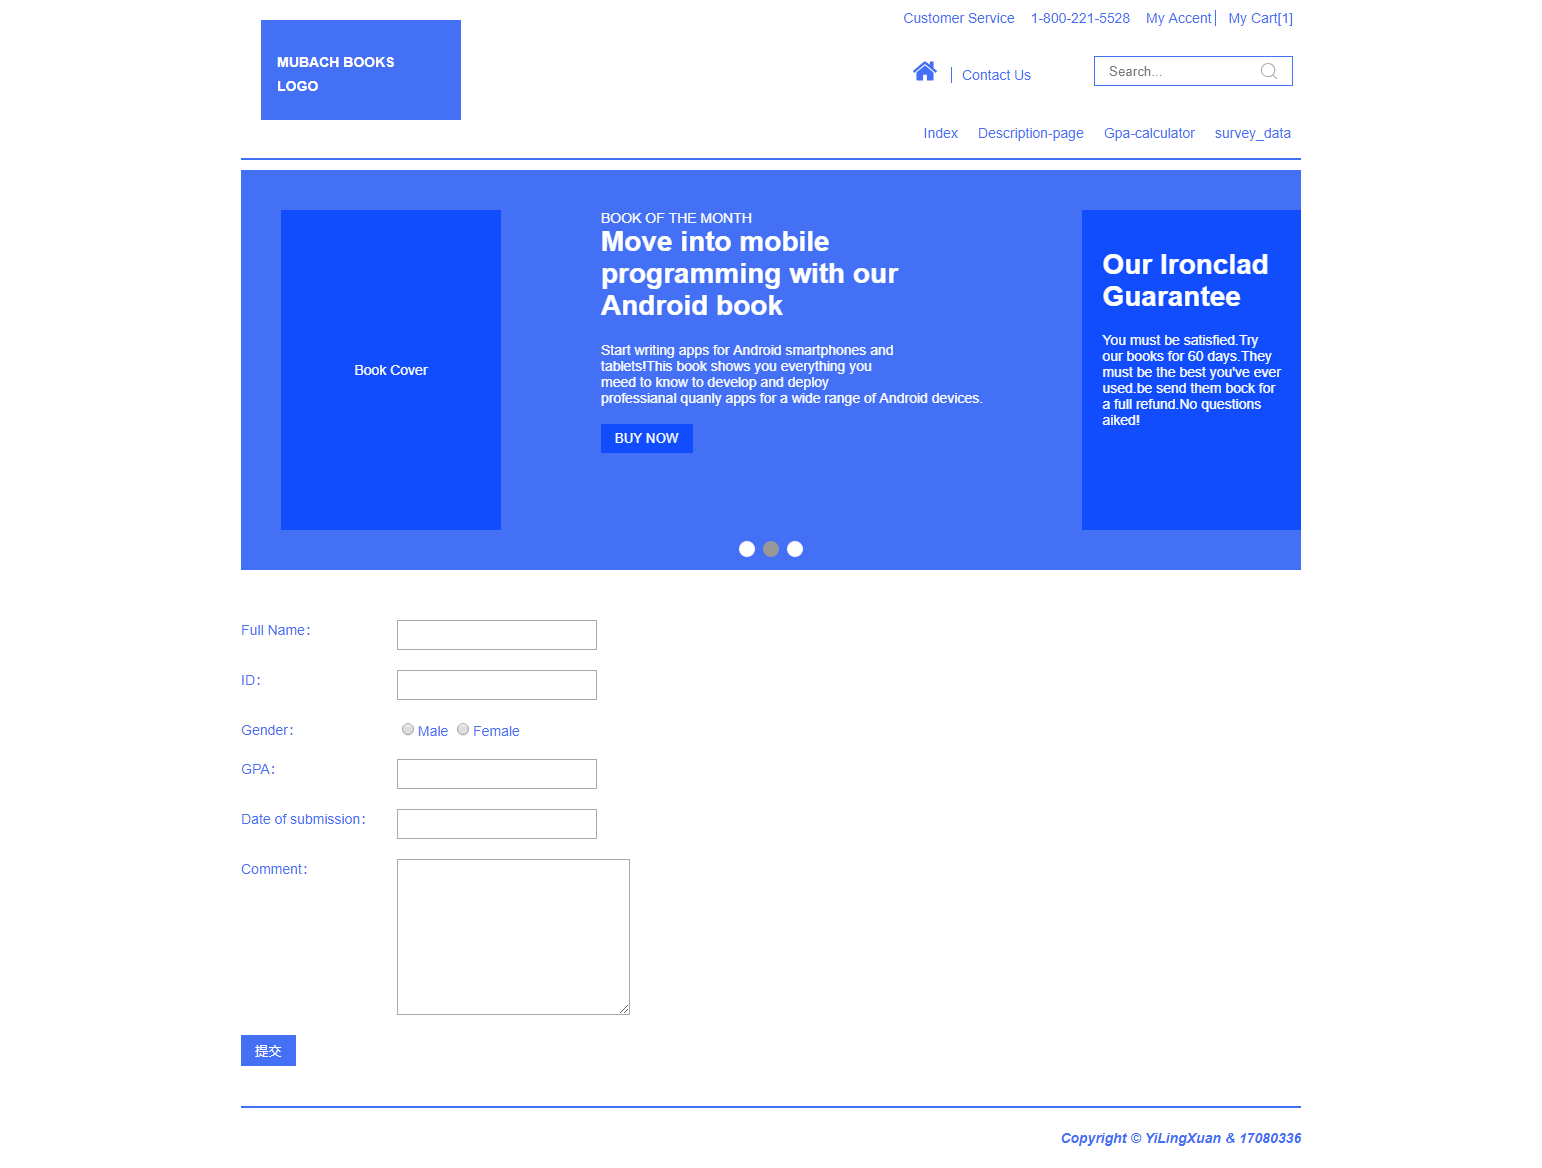 Customer Service 1-800-221-5528 My Accent My Cart[1]
MUBACH BOOKS
LOGO
Contact Us
Search...
Index Description-page Gpa-calculator survey_data
Book Cover
BOOK OF THE MONTH
Move into mobile
programming with our
Android book
Start writing apps for Android smartphones and
tablets!This book shows you everything you
meed to know to develop and deploy
professianal quanly apps for a wide range of Android devices.
BUY NOW
Our Ironclad
Guarantee
You must be satisfied.Try
our books for 60 days.They
must be the best you've ever
used.be send them bock for
a full refund.No questions
aiked!
Full Name：
ID：
Gender：
Male Female
GPA：
Date of submission：
Comment：
提交
Copyright © YiLingXuan & 17080336